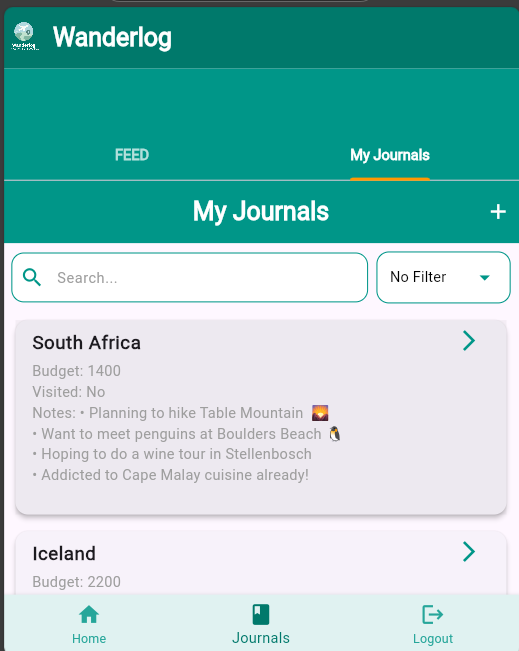 Wanderlog
FEED
My Journals
My Journals
Search...
No Filter
South Africa
Budget: 1400
Visited: No
Notes: • Planning to hike Table Mountain 🌄
• Want to meet penguins at Boulders Beach 🐧
• Hoping to do a wine tour in Stellenbosch
• Addicted to Cape Malay cuisine already!
Iceland
Budget: 2200
Home
Journals
Logout